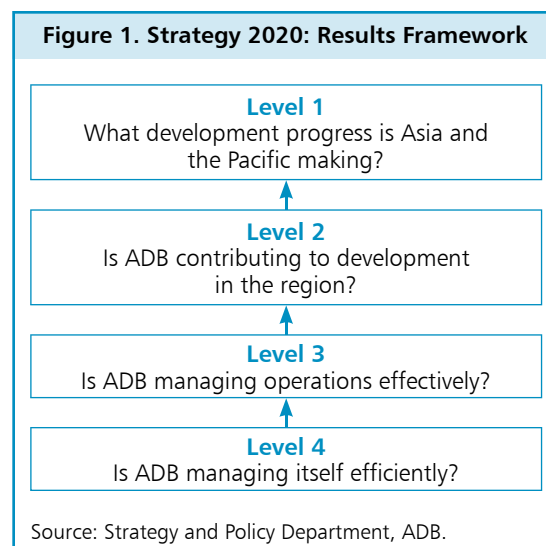 Figure 1. Strategy 2020: Results Framework
Level 1
What development progress is Asia and
the Pacific making?
Level 2
Is ADB contributing to development
in the region?
Level 3
Is ADB managing operations effectively?
Level 4
Is ADB managing itself efficiently?
Source: Strategy and Policy Department, ADB.